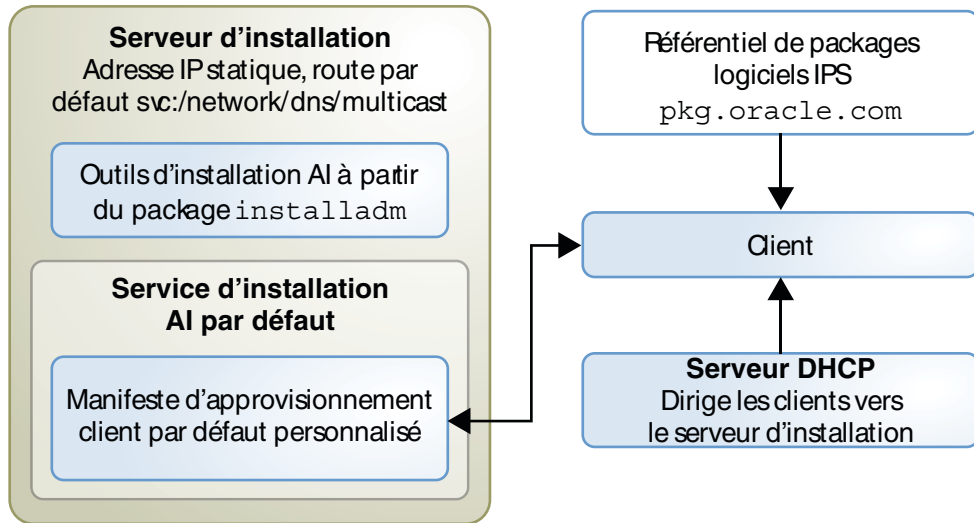 Serveur d’installation
Adresse IP statique, route par
défaut svc:/network/dns/multicast
Outils d’installation AI à partir
du package installadm
Service d’installation
AI par défaut
Manifeste d’approvisionnement
client par défaut personnalisé
Référentiel de packages
logiciels IPS
pkg.oracle.com
Client
Serveur DHCP
Dirige les clients vers
le serveur d’installation